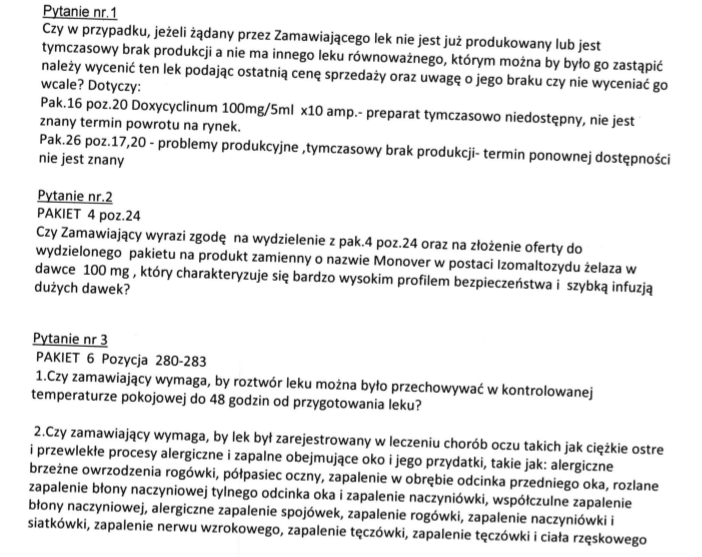 Pytanie nr.1
Czy w przypadku, jeżeli żądany przez Zamawiającego lek nie jest już produkowany lub jest
tymczasowy brak produkcji a nie ma innego leku równoważnego, którym można by było go zastąpić
należy wycenić ten lek podając ostatnią cenę sprzedaży oraz uwagę o jego braku czy nie wyceniać go
wcale? Dotyczy:
Pak.16 poz.20 Doxycyclinum 100mg/5ml x10 amp.- preparat tymczasowo niedostępny, nie jest
znany termin powrotu na rynek.
Pak.26 poz.17,20 - problemy produkcyjne ,tymczasowy brak produkcji- termin ponownej dostępności
nie jest znany
Pytanie nr.2
PAKIET 4 poz.24
Czy Zamawiający wyrazi zgodę na wydzielenie z pak.4 poz.24 oraz na złożenie oferty do
wydzielonego pakietu na produkt zamienny o nazwie Monover w postaci Izomaltozydu żelaza w
dawce 100 mg , który charakteryzuje się bardzo wysokim profilem bezpieczeństwa i szybką infuzją
dużych dawek?
Pytanie nr 3
PAKIET 6 Pozycja 280-283
1.Czy zamawiający wymaga, by roztwór leku można było przechowywać w kontrolowanej
temperaturze pokojowej do 48 godzin od przygotowania leku?
2.Czy zamawiający wymaga, by lek był zarejestrowany w leczeniu chorób oczu takich jak ciężkie ostre
i przewlekłe procesy alergiczne i zapalne obejmujące oko i jego przydatki, takie jak: alergiczne
brzeżne owrzodzenia rogówki, półpasiec oczny, zapalenie w obrębie odcinka przedniego oka, rozlane
zapalenie błony naczyniowej tylnego odcinka oka i zapalenie naczyniówki, współczulne zapalenie
błony naczyniowej, alergiczne zapalenie spojówek, zapalenie rogówki, zapalenie naczyniówki i
siatkówki, zapalenie nerwu wzrokowego, zapalenie tęczówki, zapalenie tęczówki i ciała rzęskowego